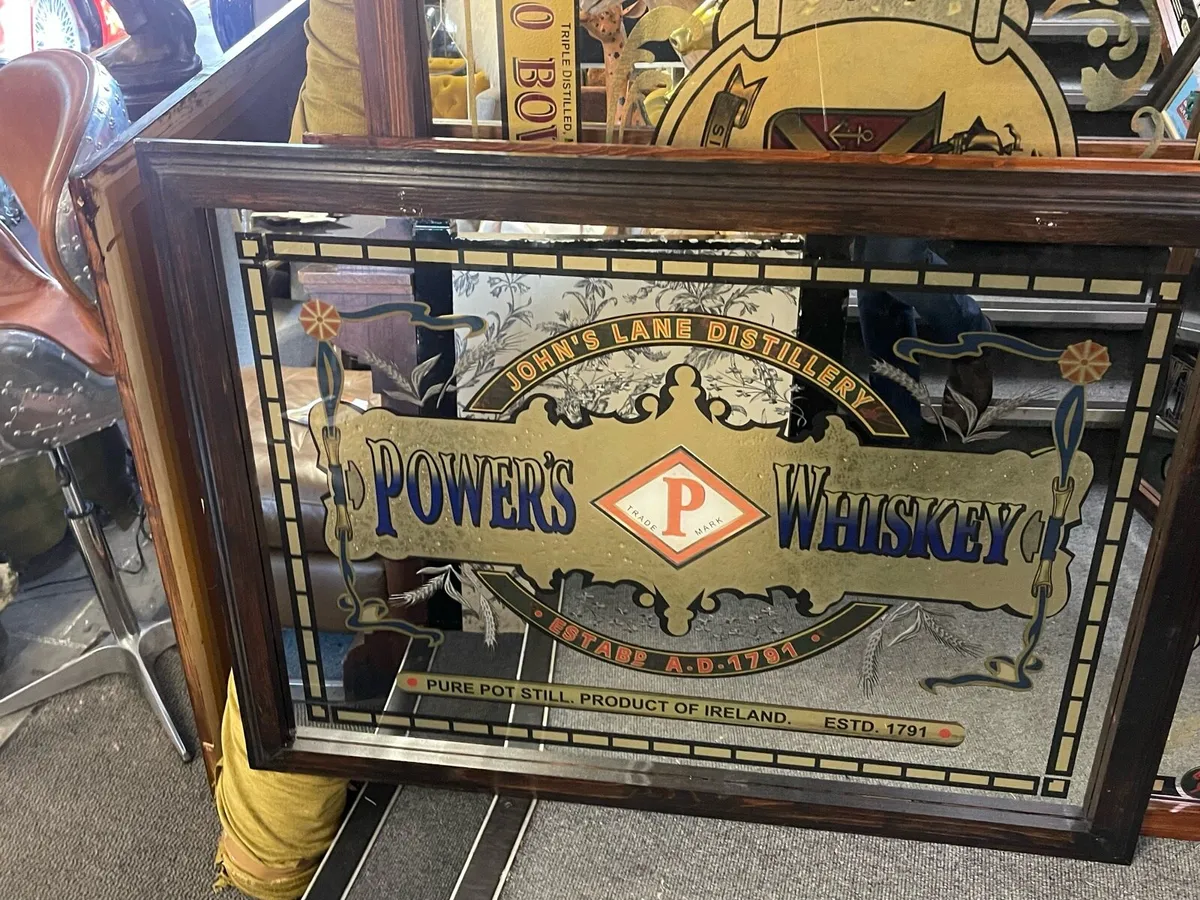 TRIPLE DISTILLED,
JOHN'S LANE DISTILLERY
POWER'S
P
TRADE MARK
WHISKEY
ESTABD A.D. 1791
PURE POT STILL. PRODUCT OF IRELAND. ESTD. 1791